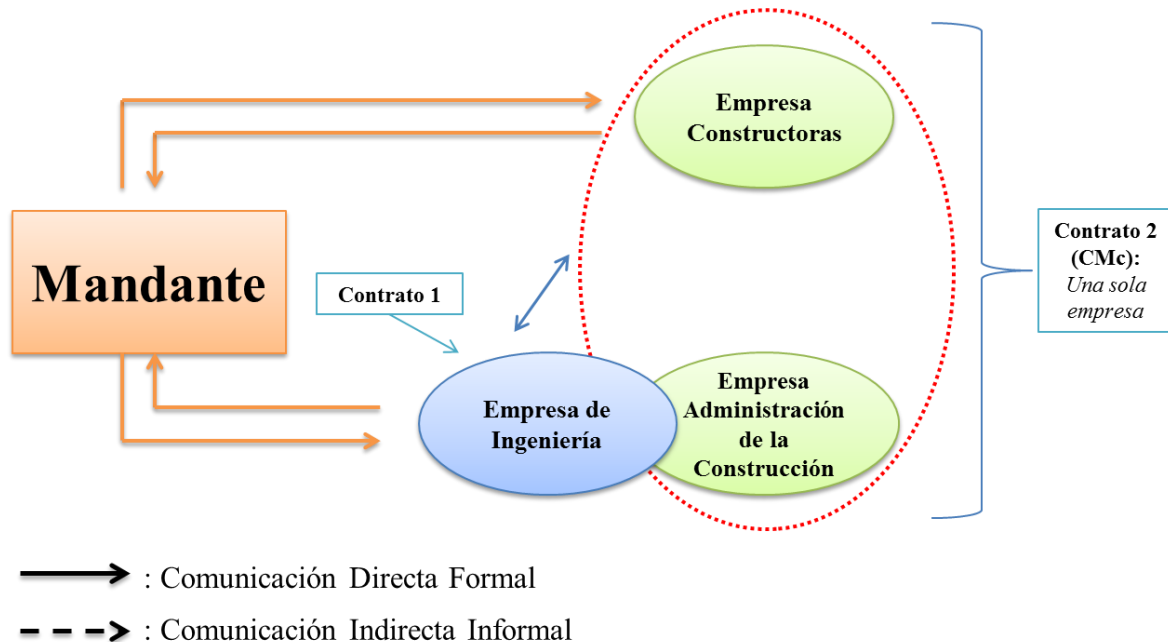 Empresa
Constructoras
Mandante
Contrato 1
Contrato 2
(CMc):
Una sola
empresa
Empresa de
Ingeniería
Empresa
Administración
de la
Construcción
: Comunicación Directa Formal
: Comunicación Indirecta Informal